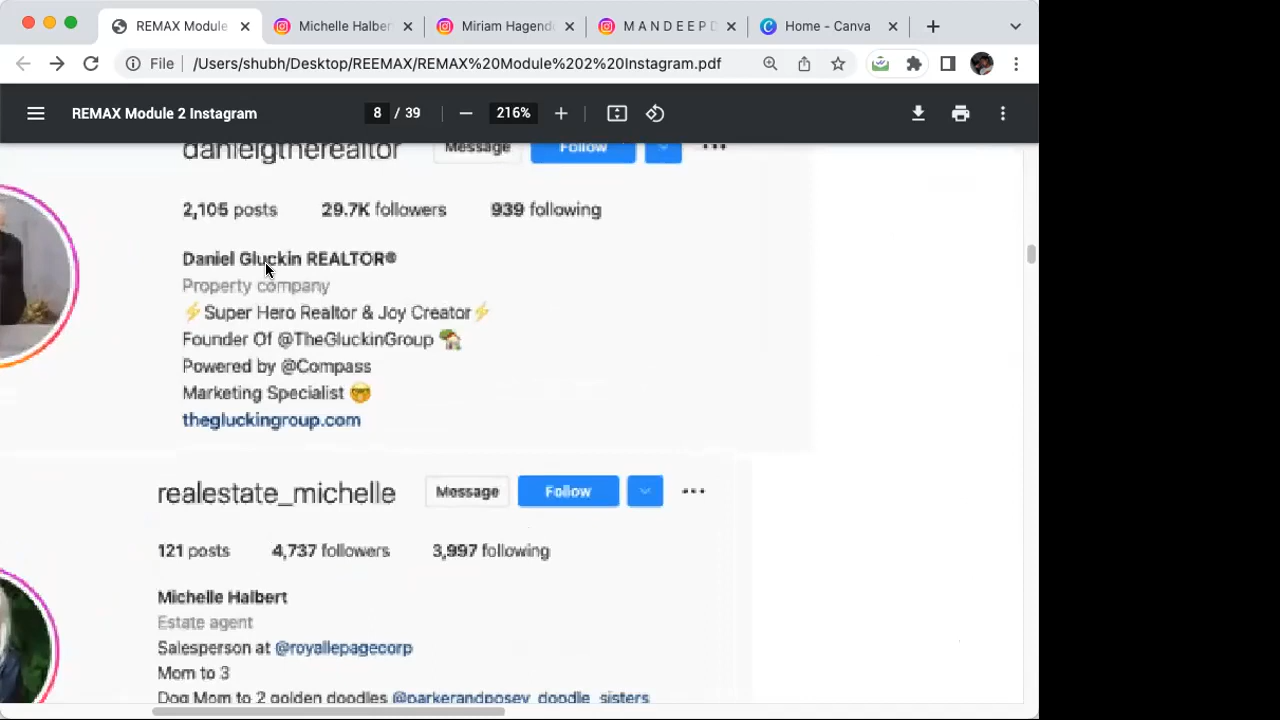 REMAX Module
Michelle Halber
Miriam Hagend
M A N D E E P D
Home - Canva
File
/Users/shubh/Desktop/REEMAX/REMAX%20Module%202%20Instagram.pdf
REMAX Module 2 Instagram
8 / 39
216%
danielgtherealtor
Message
Follow
2,105 posts
29.7K followers
939 following
Daniel Gluckin REALTOR®
Property company
⚡Super Hero Realtor & Joy Creator⚡
Founder Of @TheGluckinGroup 🏡
Powered by @Compass
Marketing Specialist 🤓
thegluckingroup.com
realestate_michelle
Message
Follow
121 posts
4,737 followers
3,997 following
Michelle Halbert
Estate agent
Salesperson at @royallepagecorp
Mom to 3
Dog Mom to 2 golden doodles @parkerandposey_doodle_sisters